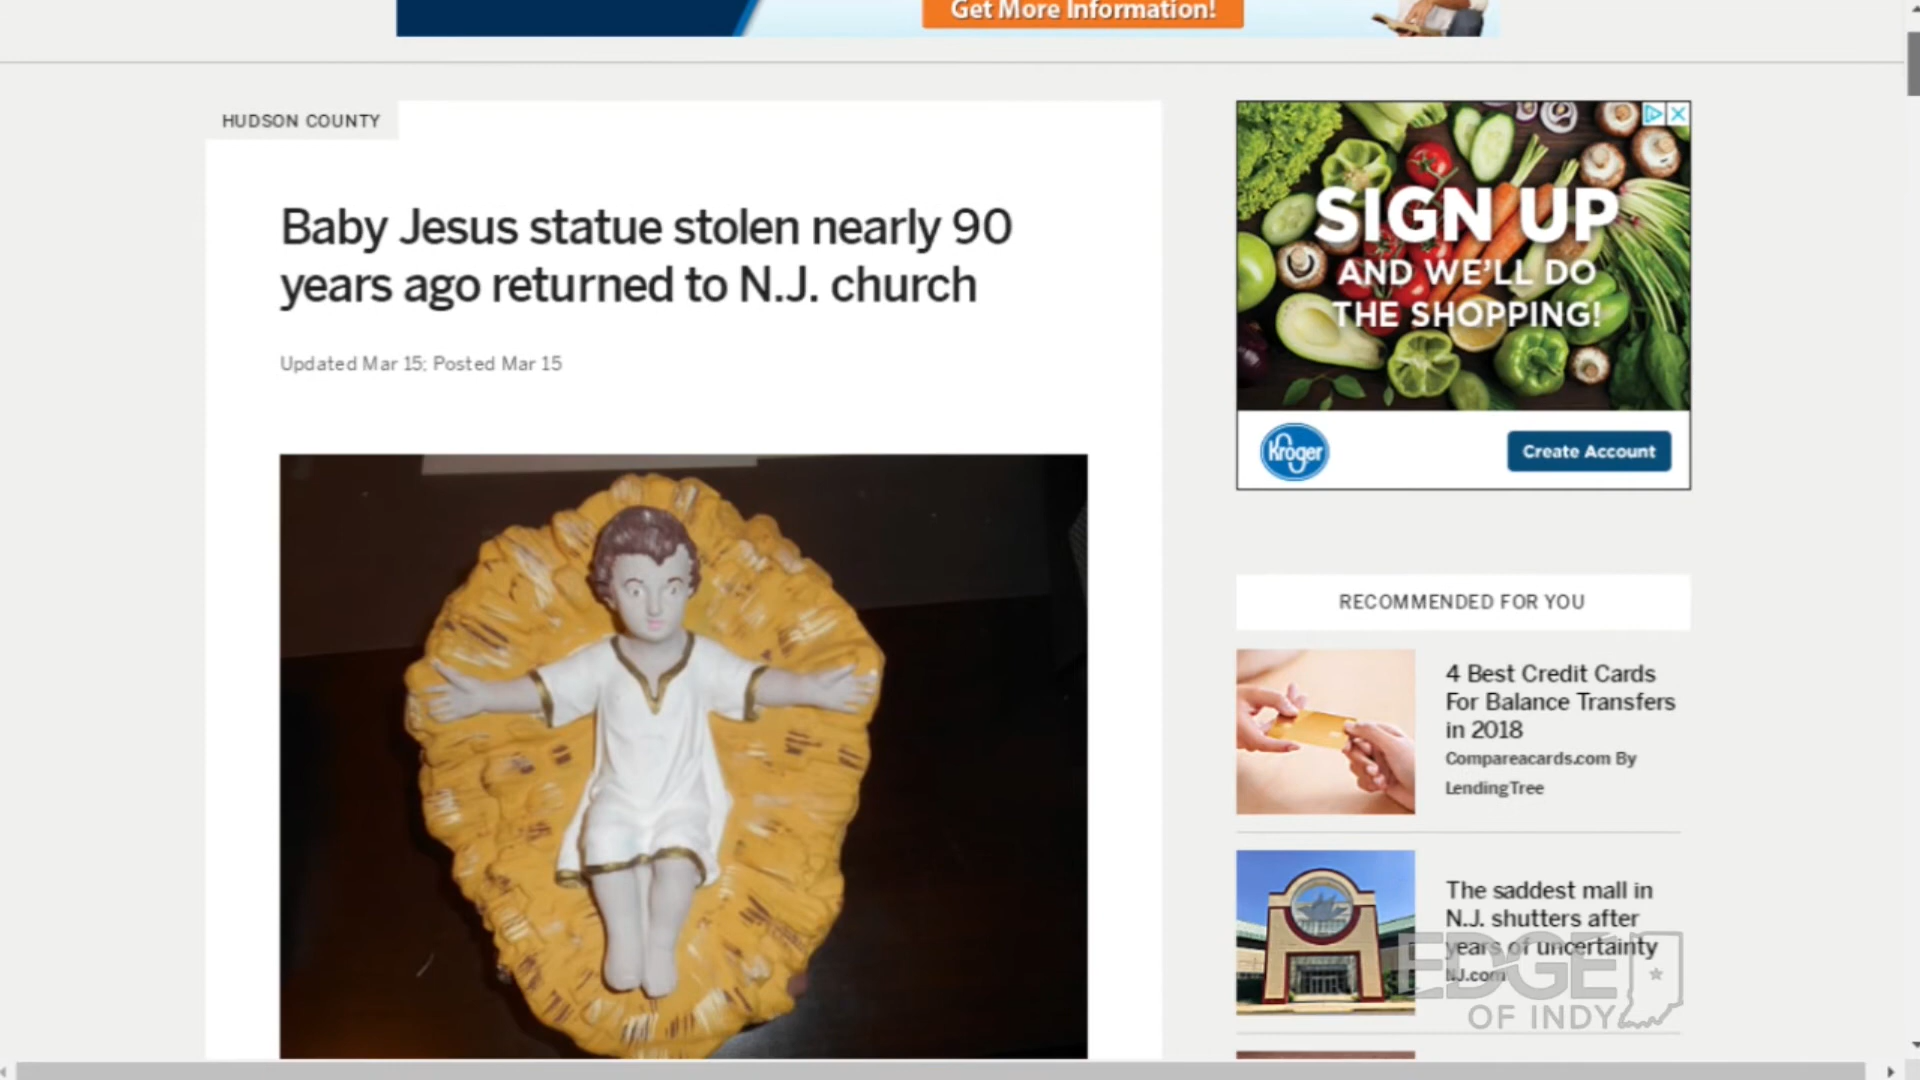 Get More Information!
HUDSON COUNTY
Baby Jesus statue stolen nearly 90
years ago returned to N.J. church
Updated Mar 15; Posted Mar 15
SIGN UP
AND WE'LL DO
THE SHOPPING!
Kroger
Create Account
RECOMMENDED FOR YOU
4 Best Credit Cards
For Balance Transfers
in 2018
Compareacards.com By
LendingTree
The saddest mall in
N.J. shutters after
years of uncertainty
NJ.com
EDGE
OF INDY